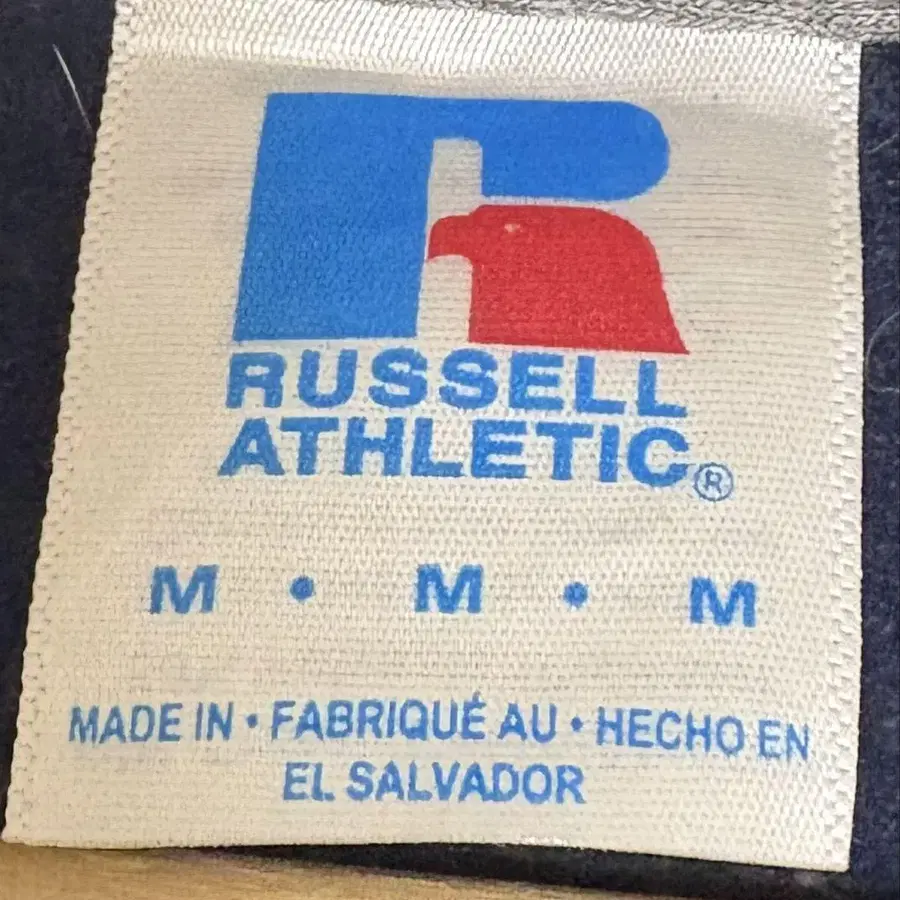 RUSSELL
ATHLETIC®
M • M • M
MADE IN • FABRIQUÉ AU • HECHO EN
EL SALVADOR